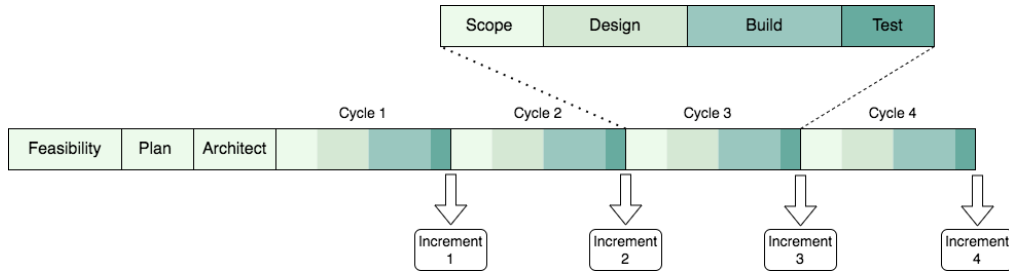 Scope Design Build Test
Cycle 1 Cycle 2 Cycle 3 Cycle 4
Feasibility Plan Architect
Increment
1
Increment
2
Increment
3
Increment
4